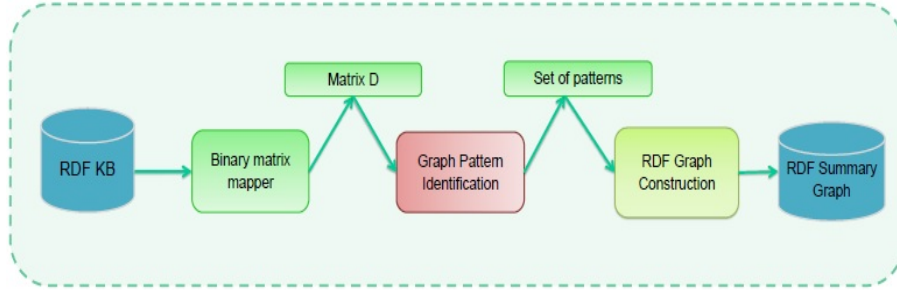 Matrix D
Set of patterns
RDF KB
Binary matrix
mapper
Graph Pattern
Identification
RDF Graph
Construction
RDF Summary
Graph